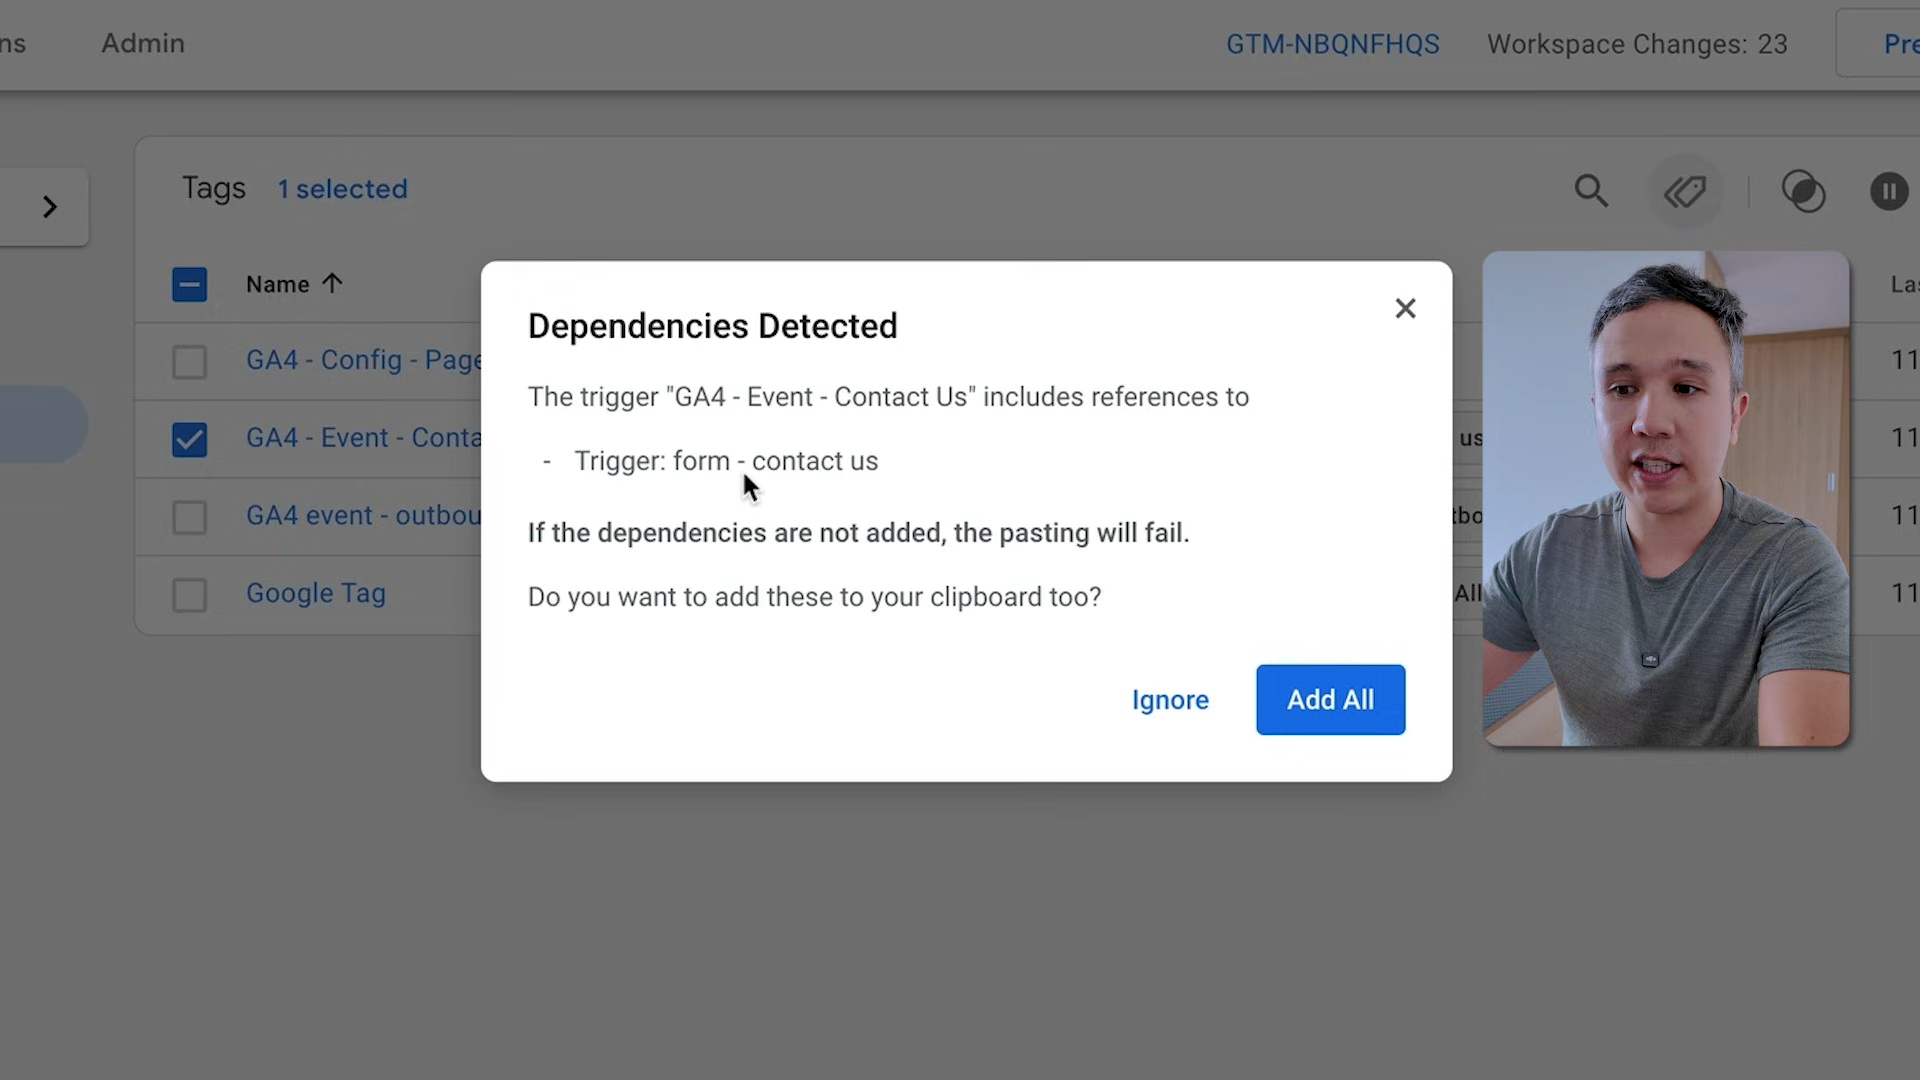 ns
Admin
GTM-NBQNFHQS
Workspace Changes: 23
Pre
Tags
1 selected
Name
Las
Dependencies Detected
The trigger "GA4 - Event - Contact Us" includes references to
- Trigger: form - contact us
If the dependencies are not added, the pasting will fail.
Do you want to add these to your clipboard too?
Ignore
Add All
GA4 - Config - Page
11
GA4 - Event - Conta
us
11
GA4 event - outbou
tbo
11
Google Tag
All
11